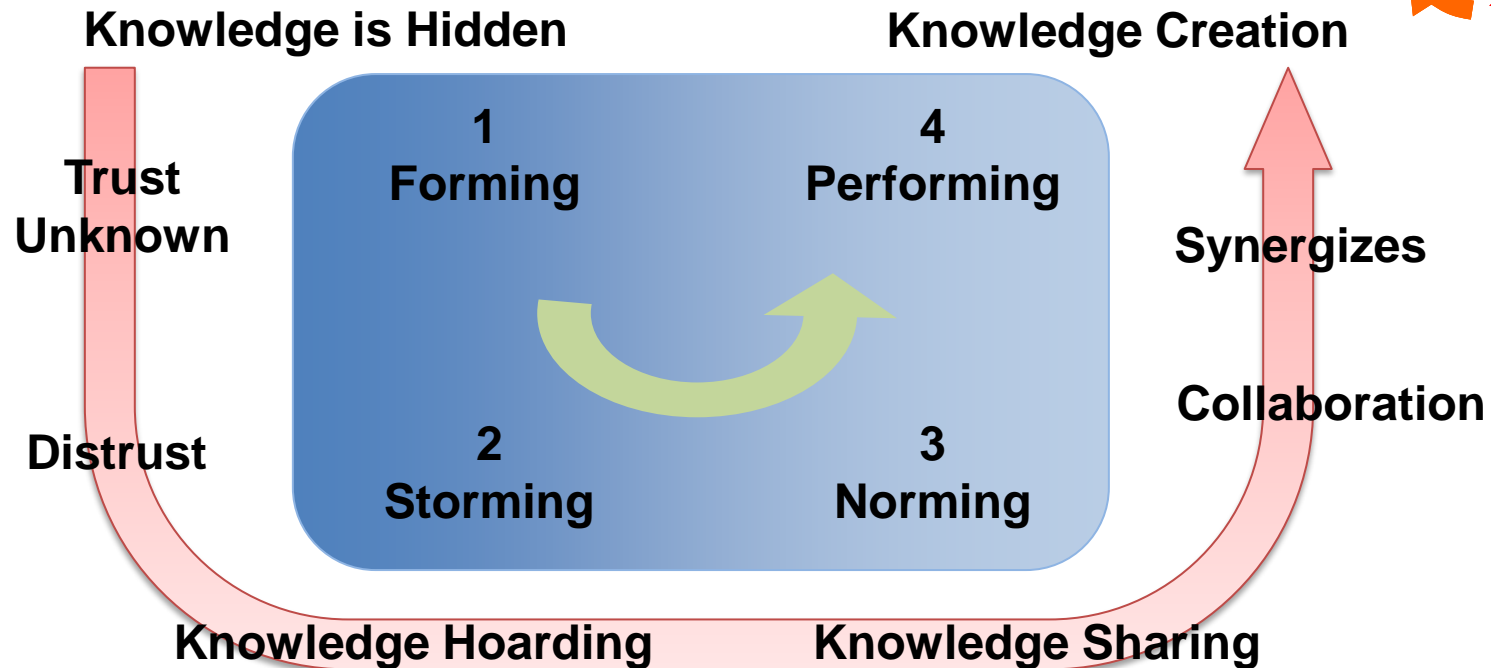 Knowledge is Hidden
Knowledge Creation
1
Forming
4
Performing
Trust
Unknown
Synergizes
Collaboration
Distrust
2
Storming
3
Norming
Knowledge Hoarding
Knowledge Sharing